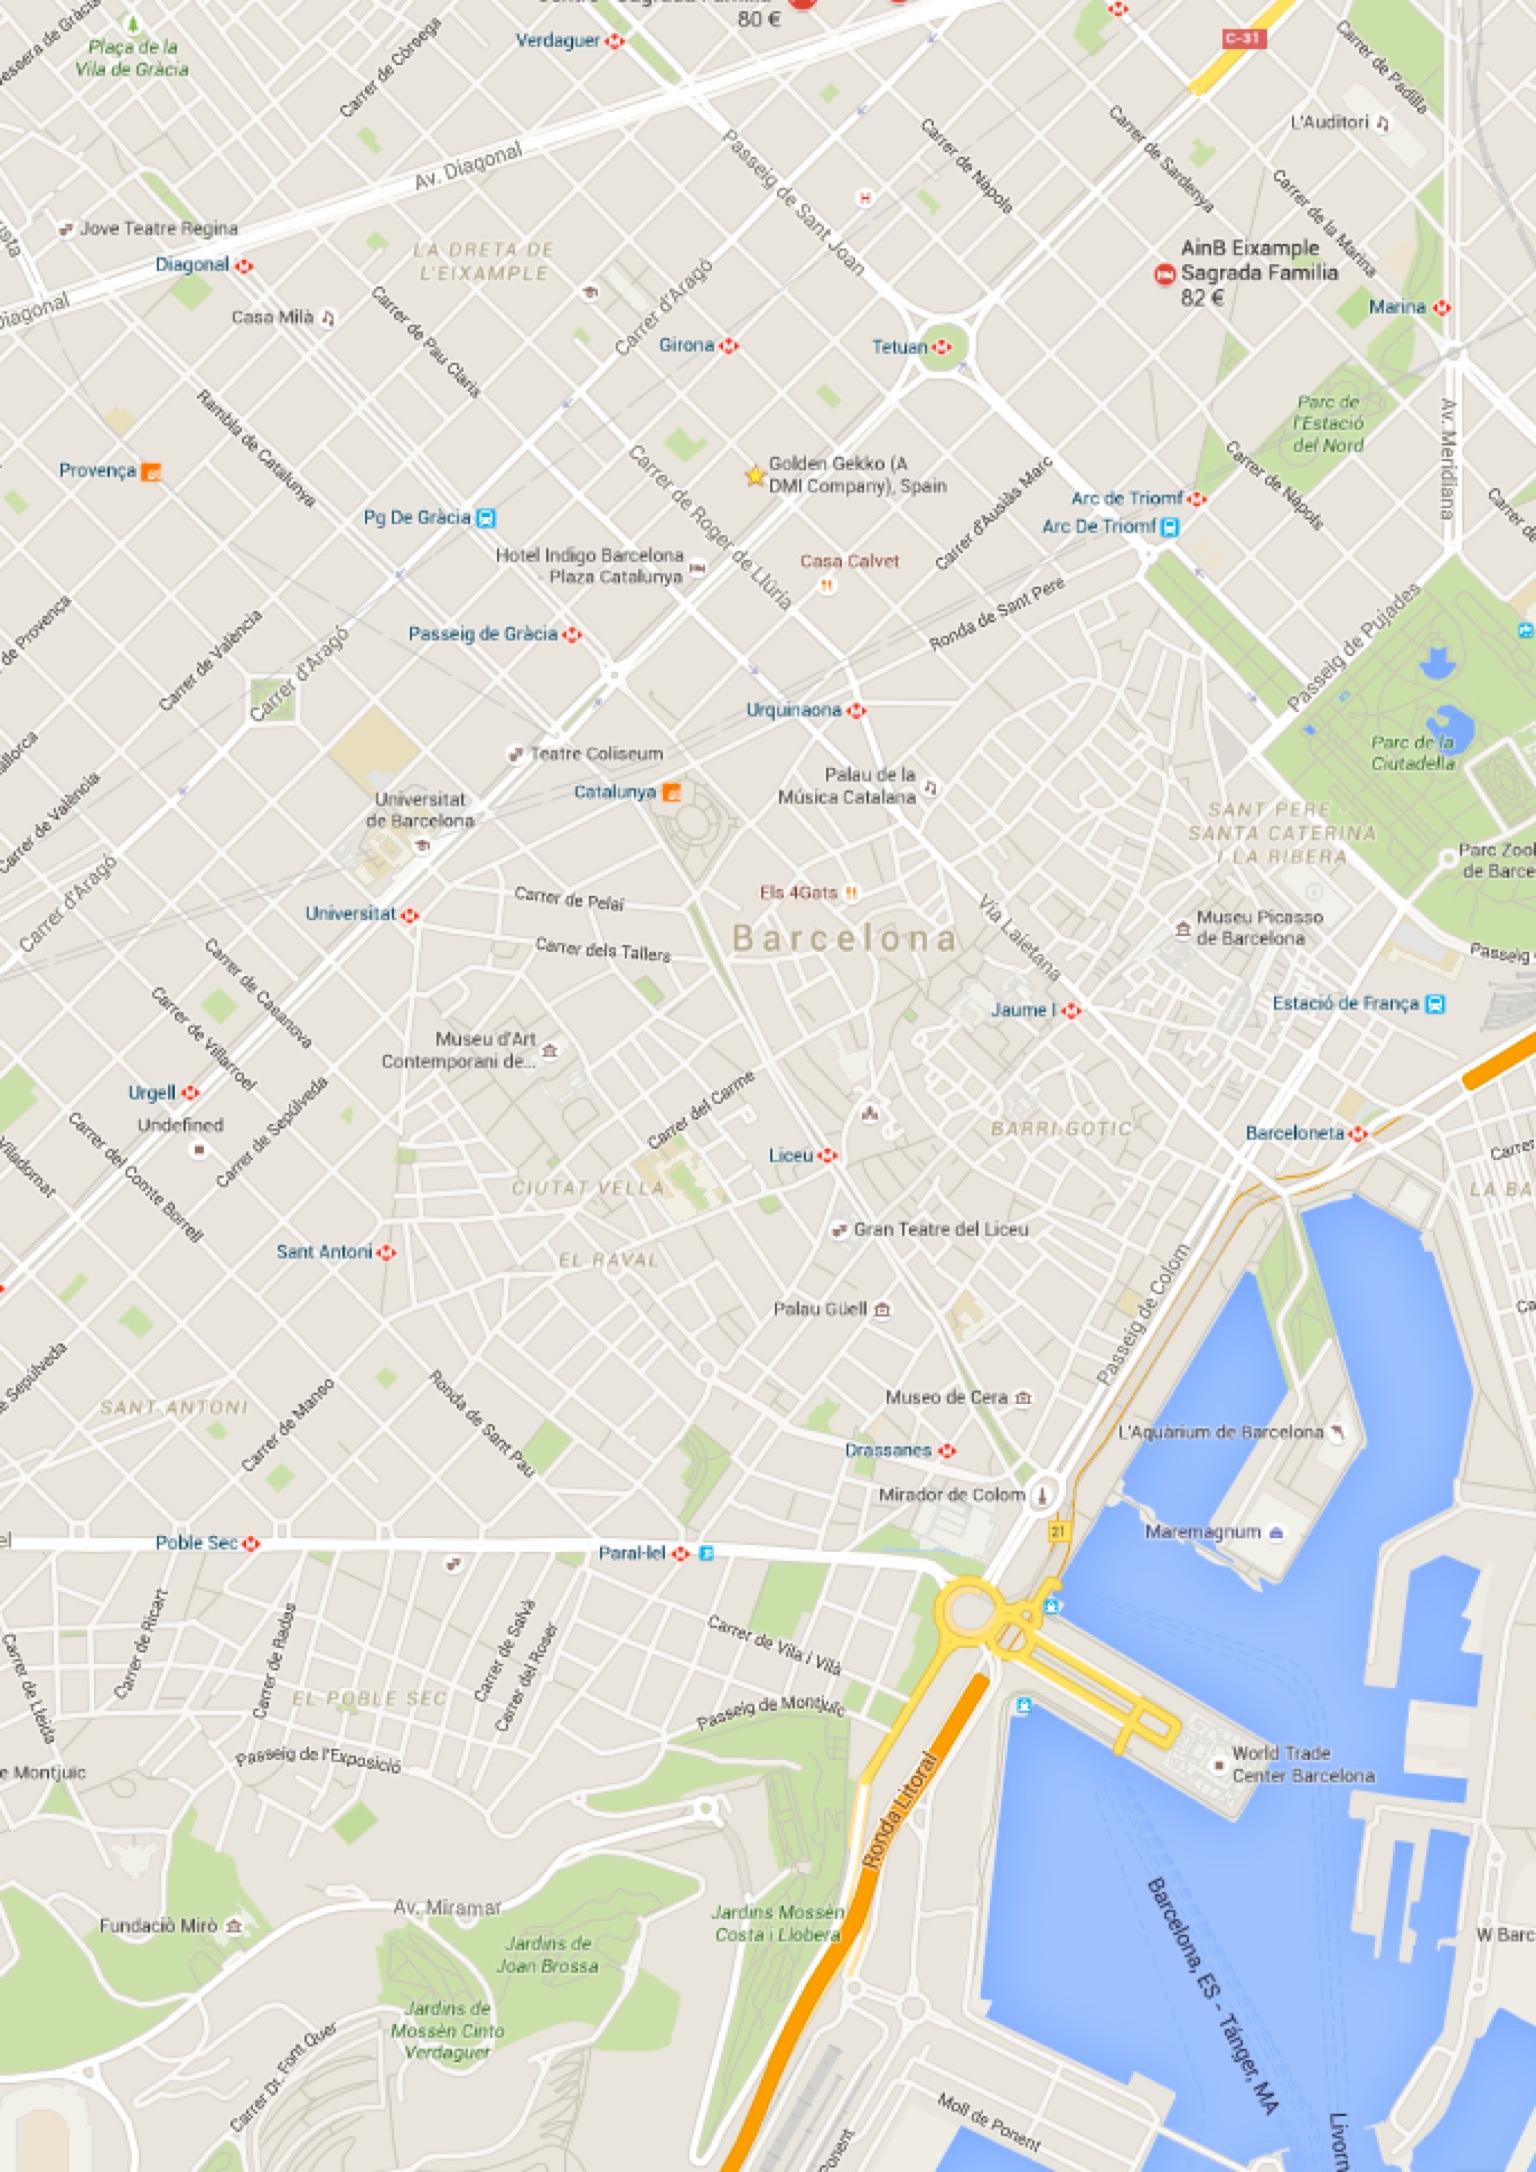 80 €
C-31
Verdaguer
Plaça de la
Vila de Gràcia
Carrer de Còrsega
Carrer de Padilla
L'Auditori
Av. Diagonal
Passeig de Sant Joan
Carrer de Nàpols
Carrer de Sardenya
Carrer de la Marina
Jove Teatre Regina
Diagonal
LA DRETA DE
L'EIXAMPLE
AinB Eixample
Sagrada Familia
82 €
Marina
Casa Milà
Carrer de Pau Claris
Carrer d'Aragó
Girona
Tetuan
Rambla de Catalunya
Parc de
l'Estació
del Nord
Av. Meridiana
Provença
Golden Gekko (A
DMI Company), Spain
Carrer de Roger de Llúria
Carrer d'Ausiàs Marc
Carrer de Nàpols
Arc de Triomf
Arc De Triomf
Pg De Gràcia
Hotel Indigo Barcelona
- Plaza Catalunya
Casa Calvet
Ronda de Sant Pere
Passeig de Pujades
Passeig de Gràcia
de Provença
Carrer de València
Carrer d'Aragó
Urquinaona
Teatre Coliseum
Parc de la
Ciutadella
Catalunya
Palau de la
Música Catalana
Universitat
de Barcelona
Carrer de València
SANT PERE -
SANTA CATERINA
I LA RIBERA
Parc Zool
de Barce
Carrer d'Aragó
Universitat
Carrer de Pelai
Els 4Gats
Barcelona
Via Laietana
Museu Picasso
de Barcelona
Carrer dels Tallers
Passeig
Carrer de Casanova
Carrer de Villarroel
Jaume I
Estació de França
Museu d'Art
Contemporani de...
Urgell
Undefined
Carrer de Sepúlveda
Carrer del Carme
BARRI GOTIC
Barceloneta
Carrer
Viladomat
Carrer del Comte Borrell
Liceu
CIUTAT VELLA
LA BA
Gran Teatre del Liceu
Sant Antoni
EL RAVAL
Passeig de Colom
Palau Güell
Sepúlveda
SANT ANTONI
Carrer de Manso
Ronda de Sant Pau
Museo de Cera
L'Aquàrium de Barcelona
Drassanes
Mirador de Colom
21
Maremagnum
Poble Sec
Paral·lel
Carrer de Lleida
Carrer de Ricart
Carrer de Radas
Carrer de Salvà
Carrer del Roser
Carrer de Vila i Vilà
EL POBLE SEC
Passeig de Montjuïc
Passeig de l'Exposició
e Montjuïc
World Trade
Center Barcelona
Ronda Litoral
Av. Miramar
Fundació Miró
Jardins Mossèn
Costa i Llobera
Jardins de
Joan Brossa
W Barc
Barcelona, ES - Tánger, MA
Jardins de
Mossèn Cinto
Verdaguer
Carrer Dr. Font Quer
Moll de Ponent
Ponent
Livorn